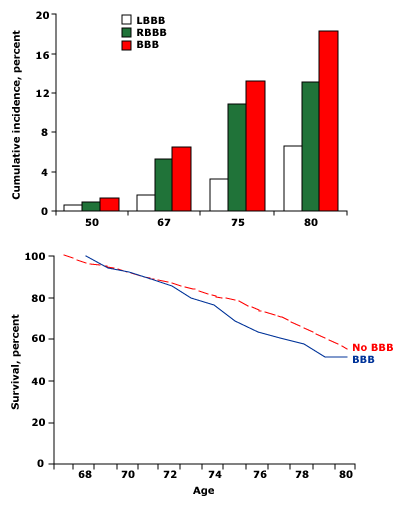 Cumulative incidence, percent
20
16
12
8
4
0
LBBB
RBBB
BBB
50 67 75 80
Survival, percent
100
80
60
40
20
0
No BBB
BBB
68 70 72 74 76 78 80
Age